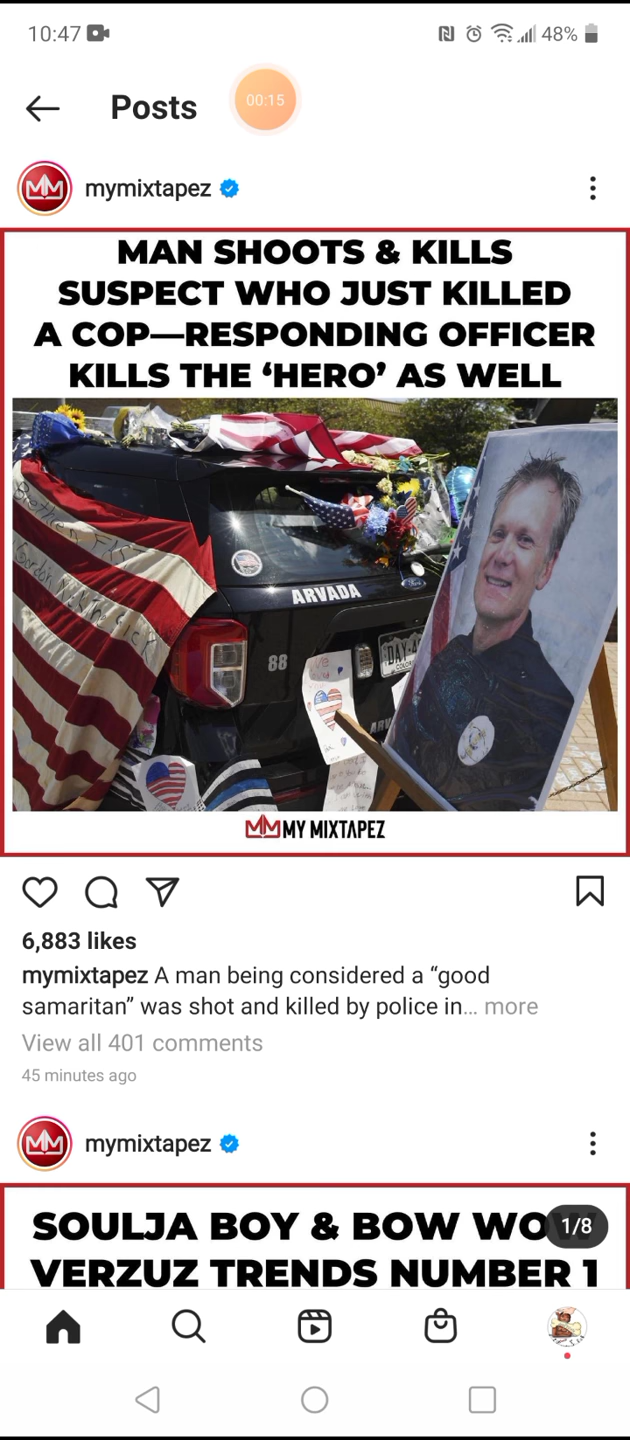 10:47
48%
Posts
00:15
mymixtapez
MAN SHOOTS & KILLS
SUSPECT WHO JUST KILLED
A COP—RESPONDING OFFICER
KILLS THE ‘HERO’ AS WELL
ARVADA
88
MM MY MIXTAPEZ
6,883 likes
mymixtapez A man being considered a “good
samaritan” was shot and killed by police in… more
View all 401 comments
45 minutes ago
mymixtapez
SOULJA BOY & BOW WOW
1/8
VERZUZ TRENDS NUMBER 1